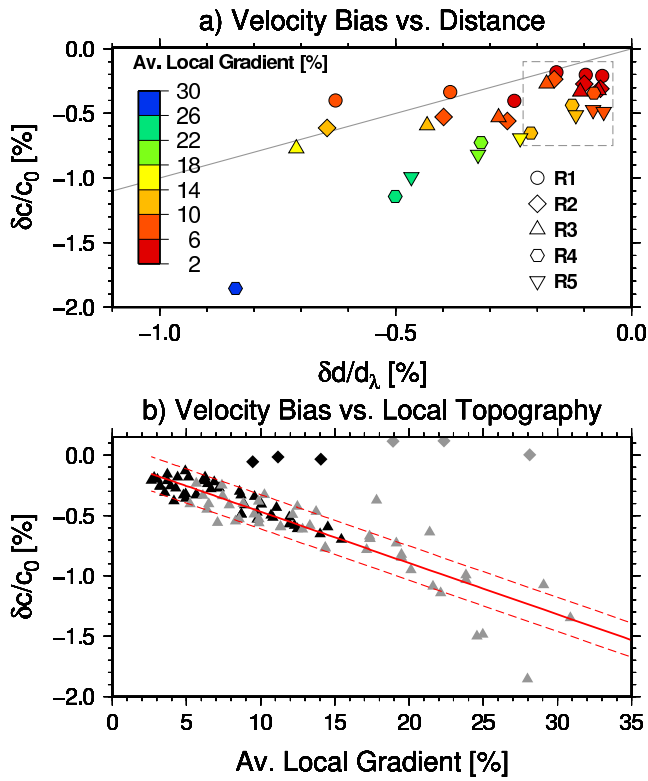 a) Velocity Bias vs. Distance
0.0
−0.5
−1.0
−1.5
−2.0
δc/c0 [%]
Av. Local Gradient [%]
30
26
22
18
14
10
6
2
R1
R2
R3
R4
R5
−1.0 −0.5 0.0
δd/dλ [%]
b) Velocity Bias vs. Local Topography
0.0
−0.5
−1.0
−1.5
−2.0
δc/c0 [%]
0 5 10 15 20 25 30 35
Av. Local Gradient [%]